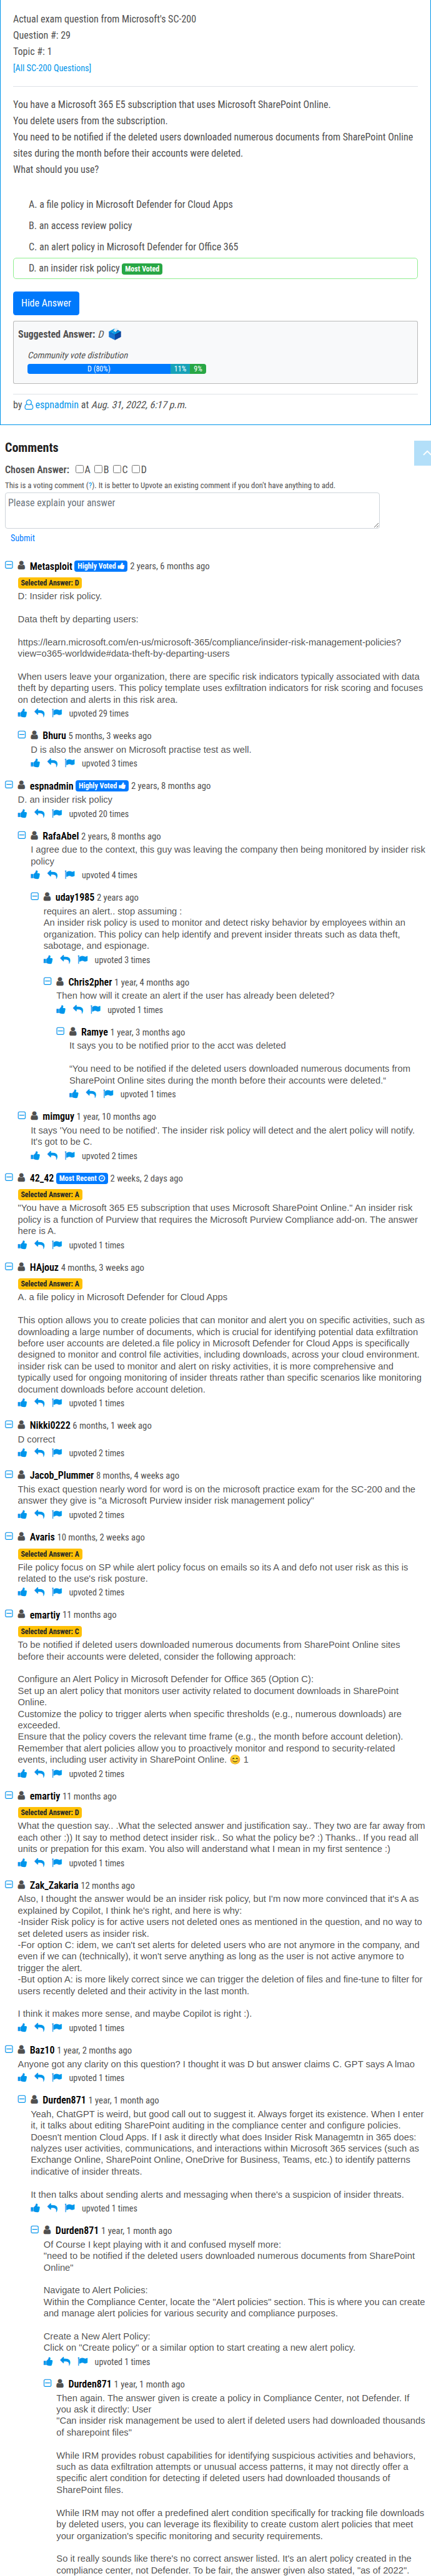 Actual exam question from Microsoft's SC-200
Question #: 29
Topic #: 1
[All SC-200 Questions]
You have a Microsoft 365 E5 subscription that uses Microsoft SharePoint Online.
You delete users from the subscription.
You need to be notified if the deleted users downloaded numerous documents from SharePoint Online
sites during the month before their accounts were deleted.
What should you use?
A. a file policy in Microsoft Defender for Cloud Apps
B. an access review policy
C. an alert policy in Microsoft Defender for Office 365
D. an insider risk policy Most Voted
Hide Answer
Suggested Answer: D
Community vote distribution
D (80%) 11% 9%
by espnadmin at Aug. 31, 2022, 6:17 p.m.
Comments
Chosen Answer: A B C D
This is a voting comment (?). It is better to Upvote an existing comment if you don't have anything to add.
Please explain your answer
Submit
Metasploit Highly Voted 2 years, 6 months ago
Selected Answer: D
D: Insider risk policy.
Data theft by departing users:
https://learn.microsoft.com/en-us/microsoft-365/compliance/insider-risk-management-policies?
view=o365-worldwide#data-theft-by-departing-users
When users leave your organization, there are specific risk indicators typically associated with data
theft by departing users. This policy template uses exfiltration indicators for risk scoring and focuses
on detection and alerts in this risk area.
upvoted 29 times
Bhuru 5 months, 3 weeks ago
D is also the answer on Microsoft practise test as well.
upvoted 3 times
espnadmin Highly Voted 2 years, 8 months ago
D. an insider risk policy
upvoted 20 times
RafaAbel 2 years, 8 months ago
I agree due to the context, this guy was leaving the company then being monitored by insider risk
policy
upvoted 4 times
uday1985 2 years ago
requires an alert.. stop assuming :
An insider risk policy is used to monitor and detect risky behavior by employees within an
organization. This policy can help identify and prevent insider threats such as data theft,
sabotage, and espionage.
upvoted 3 times
Chris2pher 1 year, 4 months ago
Then how will it create an alert if the user has already been deleted?
upvoted 1 times
Ramye 1 year, 3 months ago
It says you to be notified prior to the acct was deleted
“You need to be notified if the deleted users downloaded numerous documents from
SharePoint Online sites during the month before their accounts were deleted.”
upvoted 1 times
mimguy 1 year, 10 months ago
It says 'You need to be notified'. The insider risk policy will detect and the alert policy will notify.
It's got to be C.
upvoted 2 times
42_42 Most Recent 2 weeks, 2 days ago
Selected Answer: A
"You have a Microsoft 365 E5 subscription that uses Microsoft SharePoint Online." An insider risk
policy is a function of Purview that requires the Microsoft Purview Compliance add-on. The answer
here is A.
upvoted 1 times
HAjouz 4 months, 3 weeks ago
Selected Answer: A
A. a file policy in Microsoft Defender for Cloud Apps
This option allows you to create policies that can monitor and alert you on specific activities, such as
downloading a large number of documents, which is crucial for identifying potential data exfiltration
before user accounts are deleted.a file policy in Microsoft Defender for Cloud Apps is specifically
designed to monitor and control file activities, including downloads, across your cloud environment.
insider risk can be used to monitor and alert on risky activities, it is more comprehensive and
typically used for ongoing monitoring of insider threats rather than specific scenarios like monitoring
document downloads before account deletion.
upvoted 1 times
Nikki0222 6 months, 1 week ago
D correct
upvoted 2 times
Jacob_Plummer 8 months, 4 weeks ago
This exact question nearly word for word is on the microsoft practice exam for the SC-200 and the
answer they give is "a Microsoft Purview insider risk management policy"
upvoted 2 times
Avaris 10 months, 2 weeks ago
Selected Answer: A
File policy focus on SP while alert policy focus on emails so its A and defo not user risk as this is
related to the use's risk posture.
upvoted 2 times
emartiy 11 months ago
Selected Answer: C
To be notified if deleted users downloaded numerous documents from SharePoint Online sites
before their accounts were deleted, consider the following approach:
Configure an Alert Policy in Microsoft Defender for Office 365 (Option C):
Set up an alert policy that monitors user activity related to document downloads in SharePoint
Online.
Customize the policy to trigger alerts when specific thresholds (e.g., numerous downloads) are
exceeded.
Ensure that the policy covers the relevant time frame (e.g., the month before account deletion).
Remember that alert policies allow you to proactively monitor and respond to security-related
events, including user activity in SharePoint Online. 😊 1
upvoted 2 times
emartiy 11 months ago
Selected Answer: D
What the question say.. .What the selected answer and justification say.. They two are far away from
each other :)) It say to method detect insider risk.. So what the policy be? :) Thanks.. If you read all
units or prepation for this exam. You also will anderstand what I mean in my first sentence :)
upvoted 1 times
Zak_Zakaria 12 months ago
Also, I thought the answer would be an insider risk policy, but I'm now more convinced that it's A as
explained by Copilot, I think he's right, and here is why:
-Insider Risk policy is for active users not deleted ones as mentioned in the question, and no way to
set deleted users as insider risk.
-For option C: idem, we can't set alerts for deleted users who are not anymore in the company, and
even if we can (technically), it won't serve anything as long as the user is not active anymore to
trigger the alert.
-But option A: is more likely correct since we can trigger the deletion of files and fine-tune to filter for
users recently deleted and their activity in the last month.
I think it makes more sense, and maybe Copilot is right :).
upvoted 1 times
Baz10 1 year, 2 months ago
Anyone got any clarity on this question? I thought it was D but answer claims C. GPT says A lmao
upvoted 1 times
Durden871 1 year, 1 month ago
Yeah, ChatGPT is weird, but good call out to suggest it. Always forget its existence. When I enter
it, it talks about editing SharePoint auditing in the compliance center and configure policies.
Doesn't mention Cloud Apps. If I ask it directly what does Insider Risk Managemtn in 365 does:
nalyzes user activities, communications, and interactions within Microsoft 365 services (such as
Exchange Online, SharePoint Online, OneDrive for Business, Teams, etc.) to identify patterns
indicative of insider threats.
It then talks about sending alerts and messaging when there's a suspicion of insider threats.
upvoted 1 times
Durden871 1 year, 1 month ago
Of Course I kept playing with it and confused myself more:
"need to be notified if the deleted users downloaded numerous documents from SharePoint
Online"
Navigate to Alert Policies:
Within the Compliance Center, locate the "Alert policies" section. This is where you can create
and manage alert policies for various security and compliance purposes.
Create a New Alert Policy:
Click on "Create policy" or a similar option to start creating a new alert policy.
upvoted 1 times
Durden871 1 year, 1 month ago
Then again. The answer given is create a policy in Compliance Center, not Defender. If
you ask it directly: User
"Can insider risk management be used to alert if deleted users had downloaded thousands
of sharepoint files"
While IRM provides robust capabilities for identifying suspicious activities and behaviors,
such as data exfiltration attempts or unusual access patterns, it may not directly offer a
specific alert condition for detecting if deleted users had downloaded thousands of
SharePoint files.
While IRM may not offer a predefined alert condition specifically for tracking file downloads
by deleted users, you can leverage its flexibility to create custom alert policies that meet
your organization's specific monitoring and security requirements.
So it really sounds like there's no correct answer listed. It's an alert policy created in the
compliance center, not Defender. To be fair, the answer given also stated, "as of 2022".